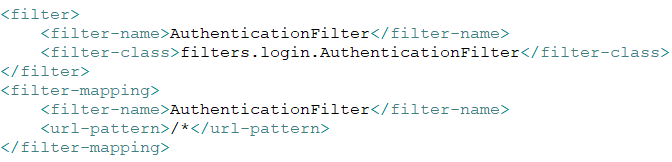 <filter>
    <filter-name>AuthenticationFilter</filter-name>
    <filter-class>filters.login.AuthenticationFilter</filter-class>
</filter>
<filter-mapping>
    <filter-name>AuthenticationFilter</filter-name>
    <url-pattern>/*</url-pattern>
</filter-mapping>